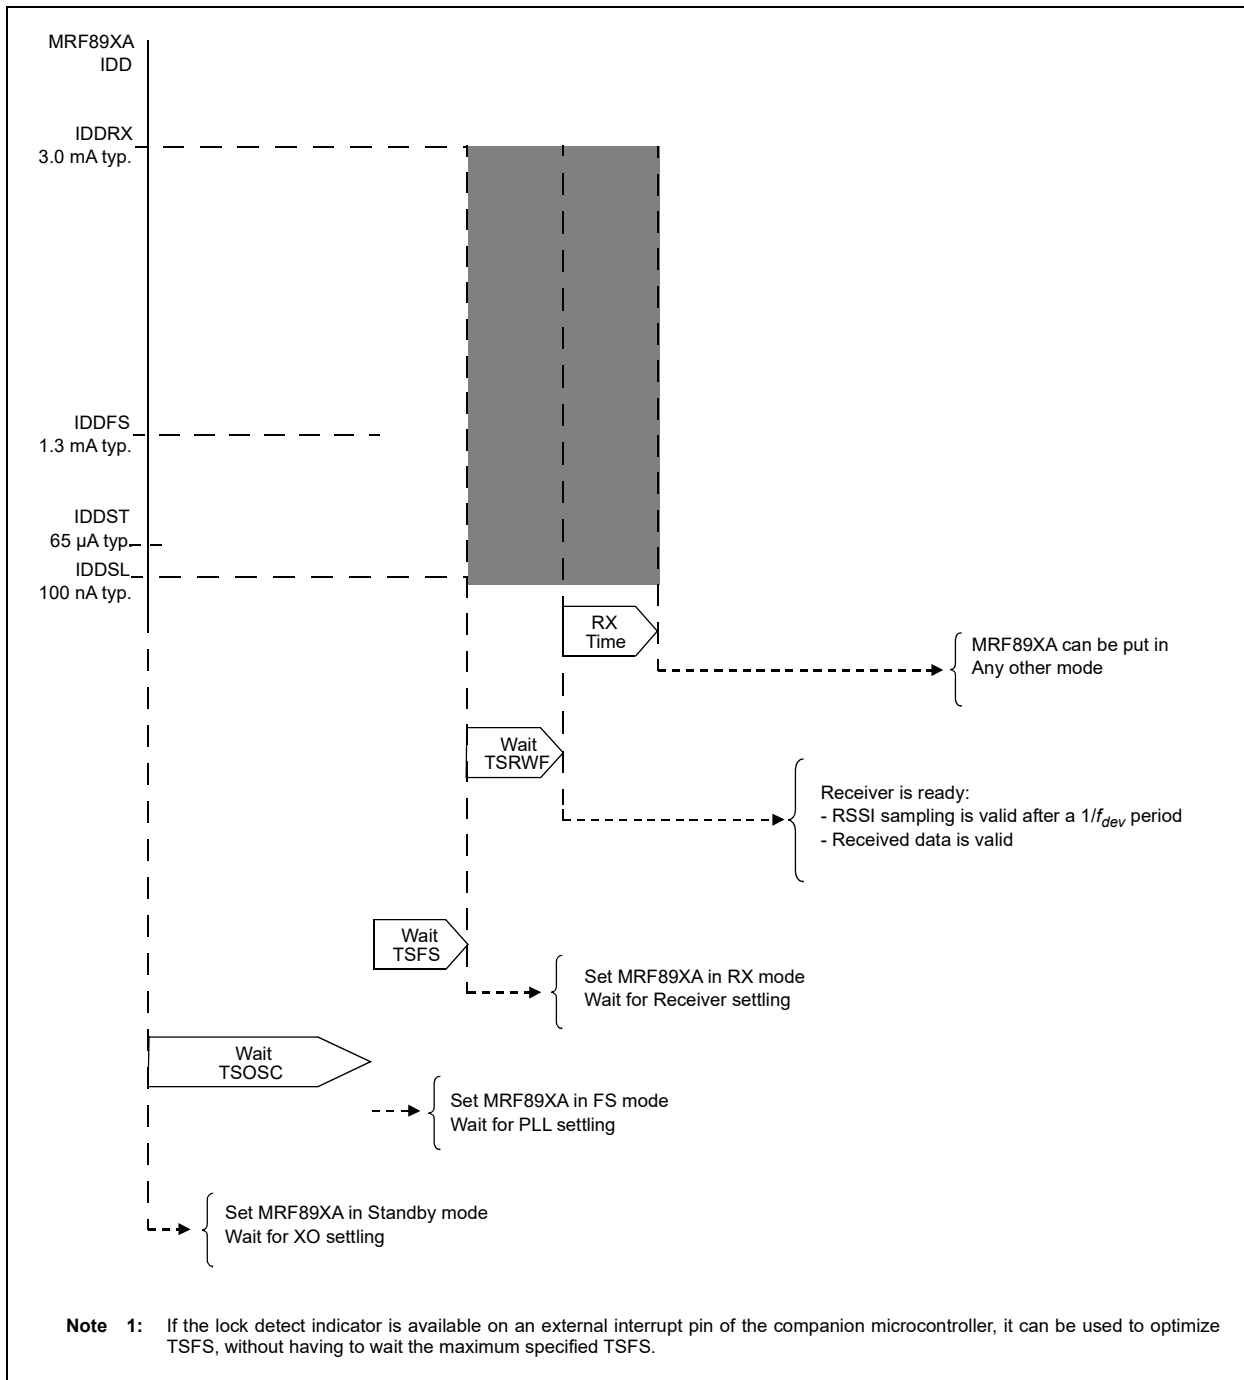 MRF89XA
IDD
IDDRX
3.0 mA typ.
IDDFS
1.3 mA typ.
IDDST
65 µA typ.
IDDSL
100 nA typ.
RX
Time
MRF89XA can be put in
Any other mode
Wait
TSRWF
Receiver is ready:
- RSSI sampling is valid after a 1/fdev period
- Received data is valid
Wait
TSFS
Set MRF89XA in RX mode
Wait for Receiver settling
Wait
TSOSC
Set MRF89XA in FS mode
Wait for PLL settling
Set MRF89XA in Standby mode
Wait for XO settling
Note 1: If the lock detect indicator is available on an external interrupt pin of the companion microcontroller, it can be used to optimize
TSFS, without having to wait the maximum specified TSFS.